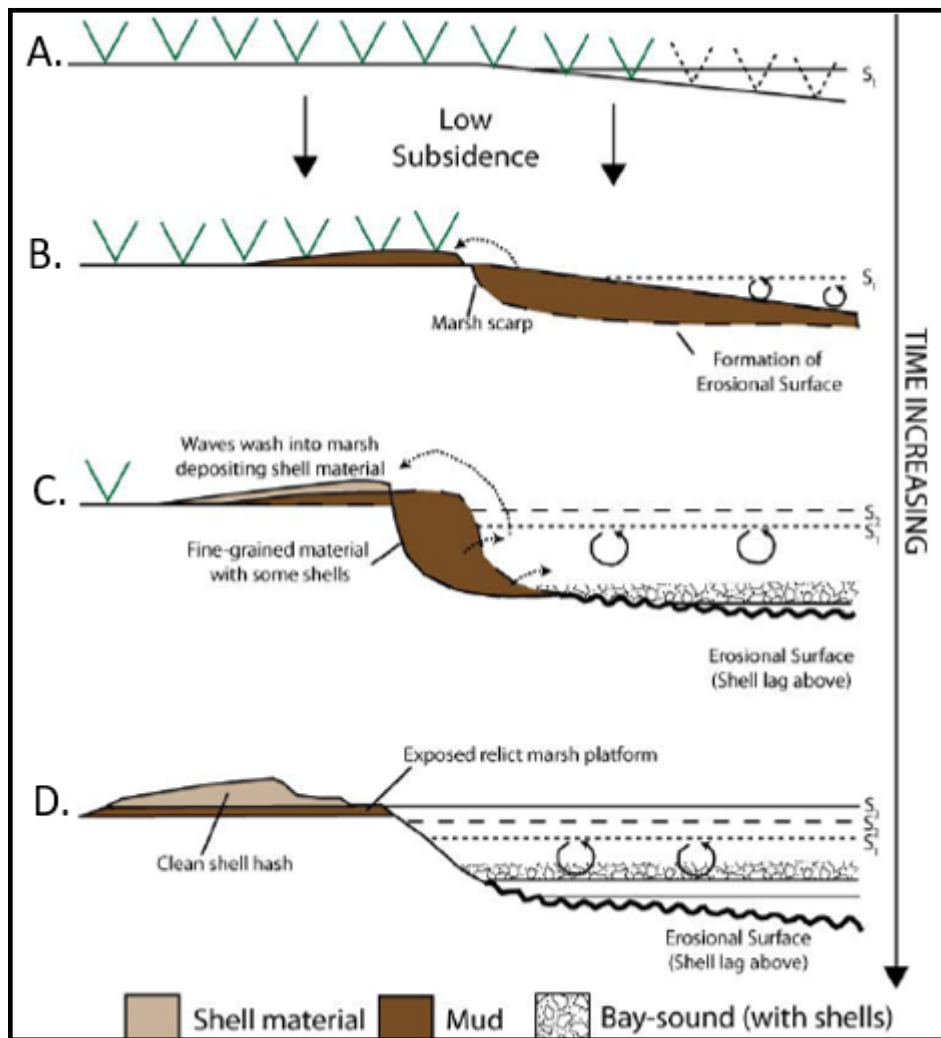 A.
S₁
Low
Subsidence
B.
S₁
Marsh scarp
Formation of
Erosional Surface
TIME INCREASING
Waves wash into marsh
depositing shell material
C.
S₂
S₁
Fine-grained material
with some shells
Erosional Surface
(Shell lag above)
Exposed relict marsh platform
D.
S₃
S₂
S₁
Clean shell hash
Erosional Surface
(Shell lag above)
Shell material
Mud
Bay-sound (with shells)